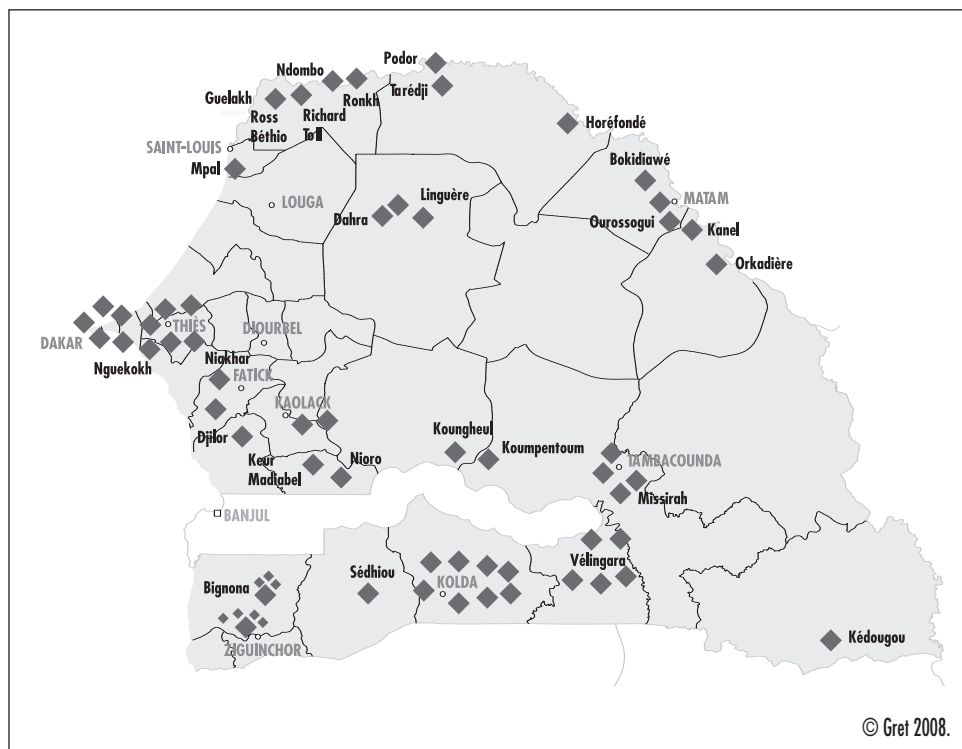 Podor
Ndombo
Tarédji
Guelakh
Ronkh
Ross
Béthio
Richard
Toll
Horéfondé
SAINT-LOUIS
Mpal
Bokidiawé
LOUGA
Linguère
Dahra
MATAM
Ourossogui
Kanel
Orkadière
THIÈS
DIOURBEL
DAKAR
Nguekokh
Niakhar
FATICK
KAOLACK
Djilor
Koungheul
Koumpentoum
Keur
Madiabel
Nioro
TAMBACOUNDA
Missirah
BANJUL
Vélingara
Sédhiou
Bignona
KOLDA
ZIGUINCHOR
Kédougou
© Gret 2008.